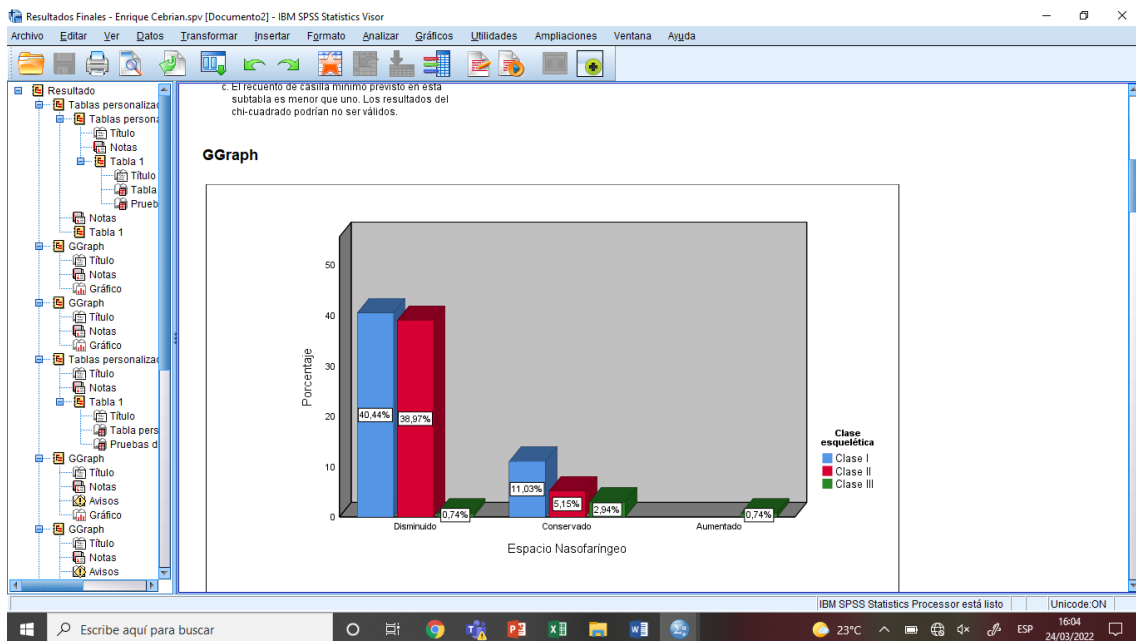 Resultados Finales - Enrique Cebrian.spv [Documento2] - IBM SPSS Statistics Visor
Archivo Editar Ver Datos Transformar Insertar Formato Analizar Gráficos Utilidades Ampliaciones Ventana Ayuda
Resultado
Tablas personalizad
Tablas persona
Título
Notas
Tabla 1
Título
Tabla
Prueb
Notas
Tabla 1
GGraph
Título
Notas
Gráfico
GGraph
Título
Notas
Gráfico
Tablas personalizad
Título
Notas
Tabla 1
Título
Tabla pers
Pruebas d
GGraph
Título
Notas
Avisos
Gráfico
GGraph
Título
Notas
Avisos
c. El recuento de casilla mínimo previsto en esta
subtabla es menor que uno. Los resultados del
chi-cuadrado podrían no ser válidos.
GGraph
Porcentaje
50
40
30
20
10
0
40,44%
38,97%
0,74%
11,03%
5,15%
2,94%
0,74%
Disminuido Conservado Aumentado
Espacio Nasofaríngeo
Clase
esquelética
Clase I
Clase II
Clase III
IBM SPSS Statistics Processor está listo Unicode:ON
Escribe aquí para buscar
23°C ESP 16:04
24/03/2022